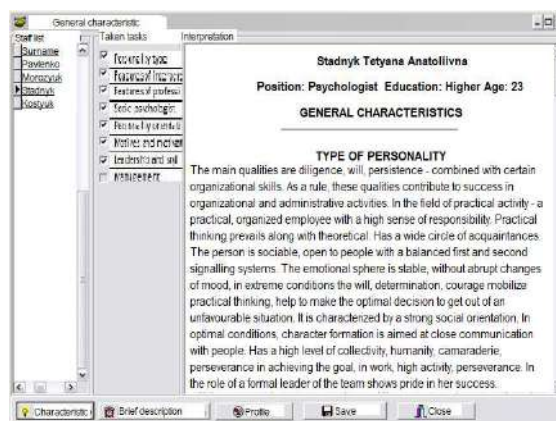 General characteristic
Staff list
Taken tasks
Interpretation
Surname
Pavlenko
Morozyuk
Stadnyk
Kostyuk
Personality type
Features of
Features of
Motives and
Leadership and
Management
Stadnyk Tetyana Anatoliivna
Position: Psychologist Education: Higher Age: 23
GENERAL CHARACTERISTICS
TYPE OF PERSONALITY
The main qualities are diligence, will, persistence - combined with certain
organizational skills. As a rule, these qualities contribute to success in
organizational and administrative activities. In the field of practical activity - a
practical, organized employee with a high sense of responsibility. Practical
thinking prevails along with theoretical. Has a wide circle of acquaintances.
The person is sociable, open to people with a balanced first and second
signalling systems. The emotional sphere is stable, without abrupt changes
of mood, in extreme conditions the will, determination, courage mobilize
practical thinking, help to make the optimal decision to get out of an
unfavourable situation. It is characterized by a strong social orientation. In
optimal conditions, character formation is aimed at close communication
with people. Has a high level of collectivity, humanity, camaraderie,
perseverance in achieving the goal, in work, high activity, perseverance. In
the role of a formal leader of the team shows pride in her success.
Characteristic
Brief description
Profile
Save
Close